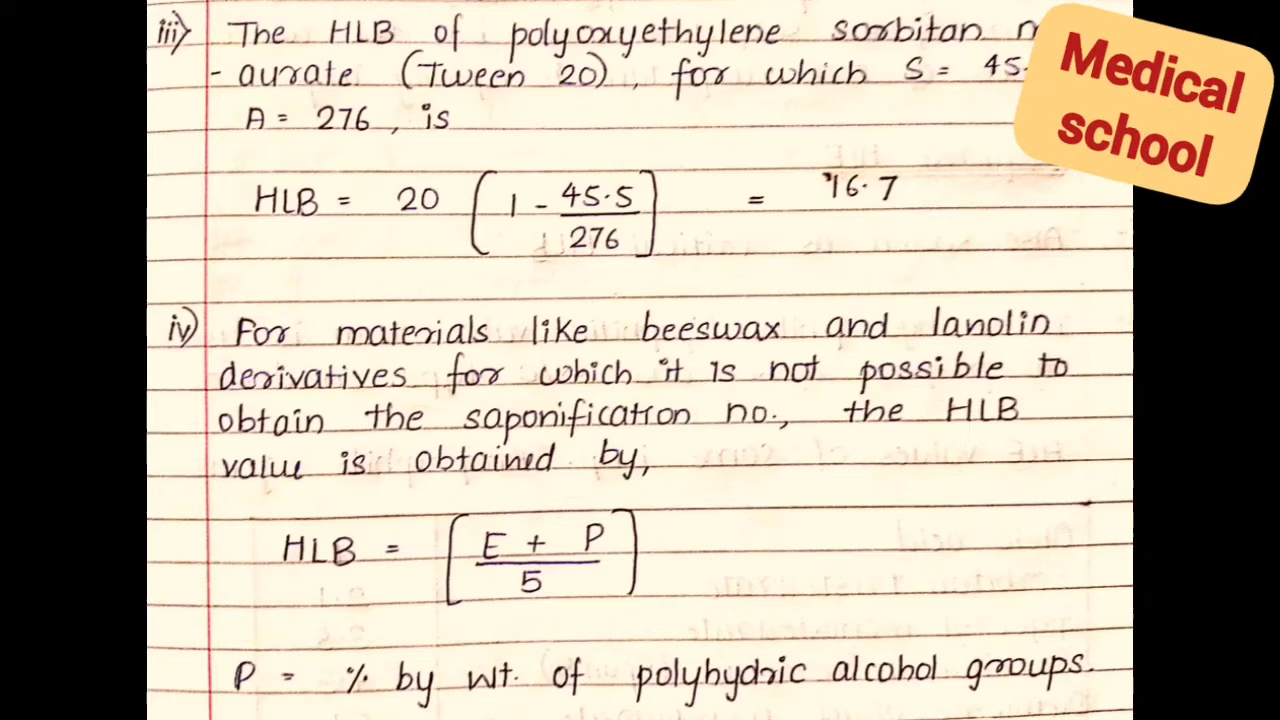 iii) The HLB of polyoxyethylene sorbitan
- aurate (Tween 20), for which S = 45.
A = 276, is
HLB = 20 [ 1 - 45.5 / 276 ] = 16.7
iv) For materials like beeswax and lanolin
derivatives for which it is not possible to
obtain the saponification no., the HLB
value is obtained by,
HLB = [ E + P / 5 ]
P = % by wt. of polyhydric alcohol groups.
Medical
school